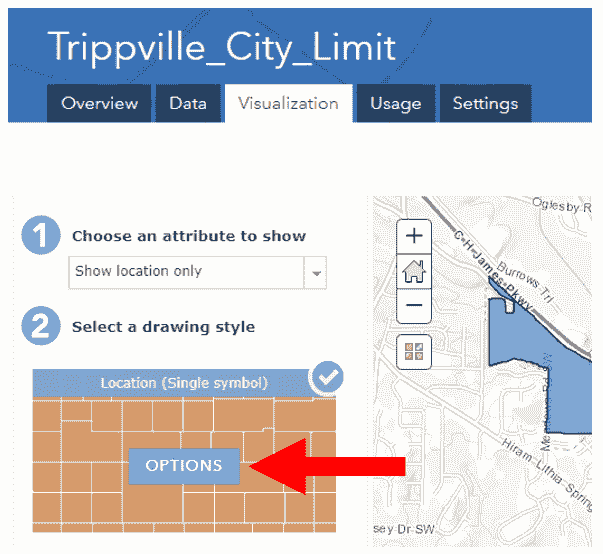 Trippville_City_Limit
Overview
Data
Visualization
Usage
Settings
1
Choose an attribute to show
Show location only
2
Select a drawing style
Location (Single symbol)
OPTIONS
+
−
Oglesby R
C-H-James-Pkwy
Burrows Trl
Hiram-Lithia-Spring
sey Dr SW